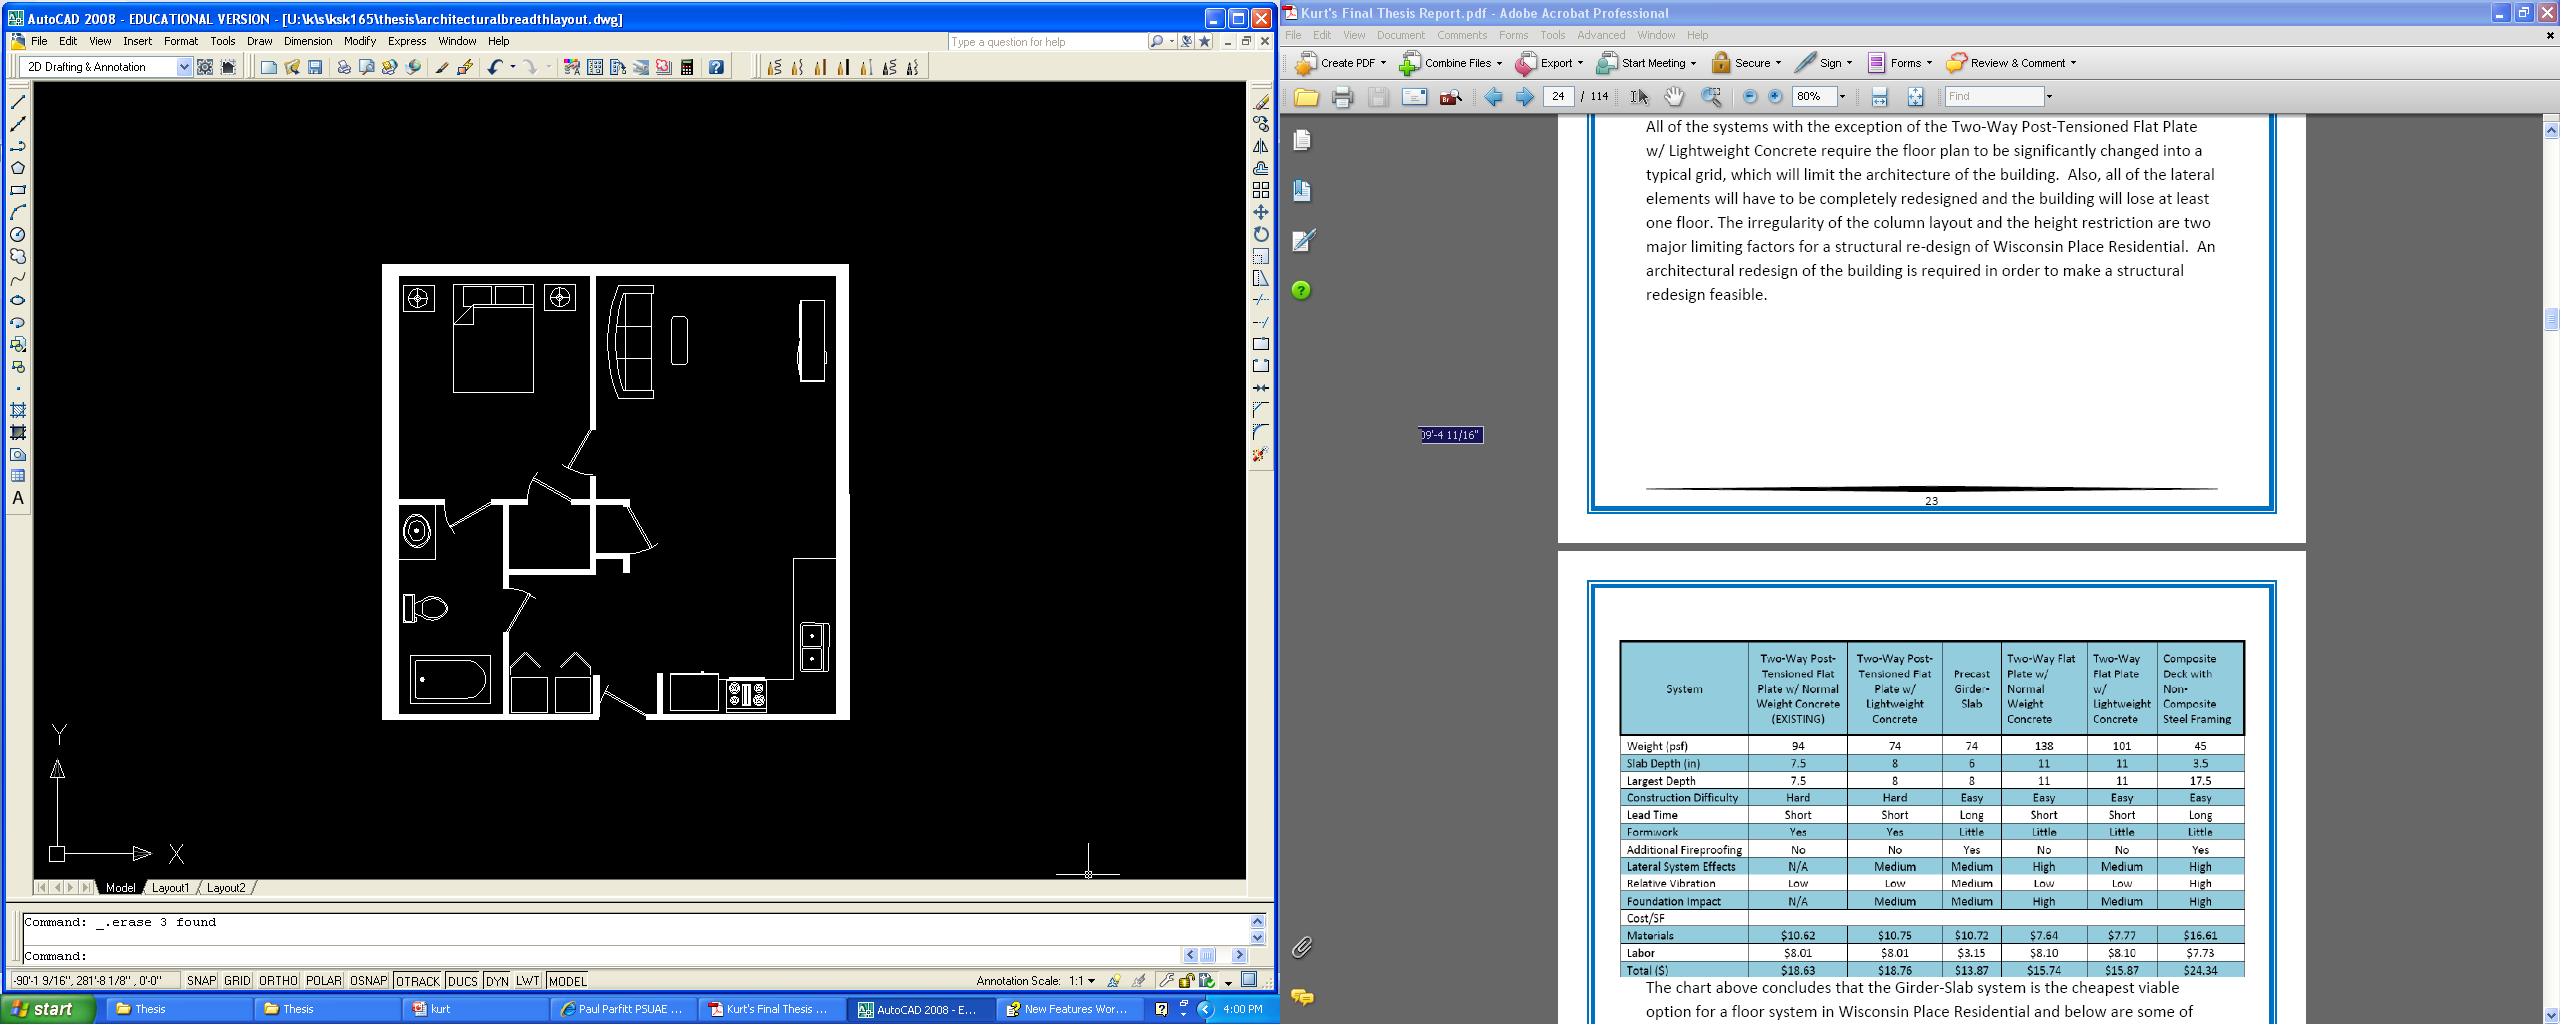 AutoCAD 2008 - EDUCATIONAL VERSION - [U:\k\s\ksk165\thesis\architecturalbreadthlayout.dwg]
File Edit View Insert Format Tools Draw Dimension Modify Express Window Help
Type a question for help
2D Drafting & Annotation
A
Y
X
Model Layout1 Layout2
Command: _.erase 3 found
Command:
-90'-1 9/16", 281'-8 1/8" , 0'-0" SNAP GRID ORTHO POLAR OSNAP OTRACK DUCS DYN LWT MODEL
Annotation Scale: 1:1
start Thesis Thesis kurt Paul Parfitt PSUAE ... Kurt's Final Thesis ... AutoCAD 2008 - E... New Features Wor... 4:00 PM
Kurt's Final Thesis Report.pdf - Adobe Acrobat Professional
File Edit View Document Comments Forms Tools Advanced Window Help
Create PDF Combine Files Export Start Meeting Secure Sign Forms Review & Comment
24 / 114 80% Find
09'-4 11/16"
All of the systems with the exception of the Two-Way Post-Tensioned Flat Plate
w/ Lightweight Concrete require the floor plan to be significantly changed into a
typical grid, which will limit the architecture of the building. Also, all of the lateral
elements will have to be completely redesigned and the building will lose at least
one floor. The irregularity of the column layout and the height restriction are two
major limiting factors for a structural re-design of Wisconsin Place Residential. An
architectural redesign of the building is required in order to make a structural
redesign feasible.
23
System
Two-Way Post-
Tensioned Flat
Plate w/ Normal
Weight Concrete
(EXISTING)
Two-Way Post-
Tensioned Flat
Plate w/
Lightweight
Concrete
Precast
Girder-
Slab
Two-Way Flat
Plate w/
Normal
Weight
Concrete
Two-Way
Flat Plate
w/
Lightweight
Concrete
Composite
Deck with
Non-
Composite
Steel Framing
Weight (psf) 94 74 74 138 101 45
Slab Depth (in) 7.5 8 6 11 11 3.5
Largest Depth 7.5 8 8 11 11 17.5
Construction Difficulty Hard Hard Easy Easy Easy Easy
Lead Time Short Short Long Short Short Long
Formwork Yes Yes Little Little Little Little
Additional Fireproofing No No Yes No No Yes
Lateral System Effects N/A Medium Medium High Medium High
Relative Vibration Low Low Medium Low Low High
Foundation Impact N/A Medium Medium High Medium High
Cost/SF
Materials $10.62 $10.75 $10.72 $7.64 $7.77 $16.61
Labor $8.01 $8.01 $3.15 $8.10 $8.10 $7.73
Total ($) $18.63 $18.76 $13.87 $15.74 $15.87 $24.34
The chart above concludes that the Girder-Slab system is the cheapest viable
option for a floor system in Wisconsin Place Residential and below are some of